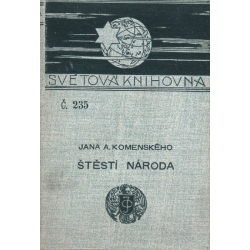 SVĚTOVÁ KNIHOVNA
Č. 235
JANA A. KOMENSKÉHO
ŠTĚSTÍ NÁRODA